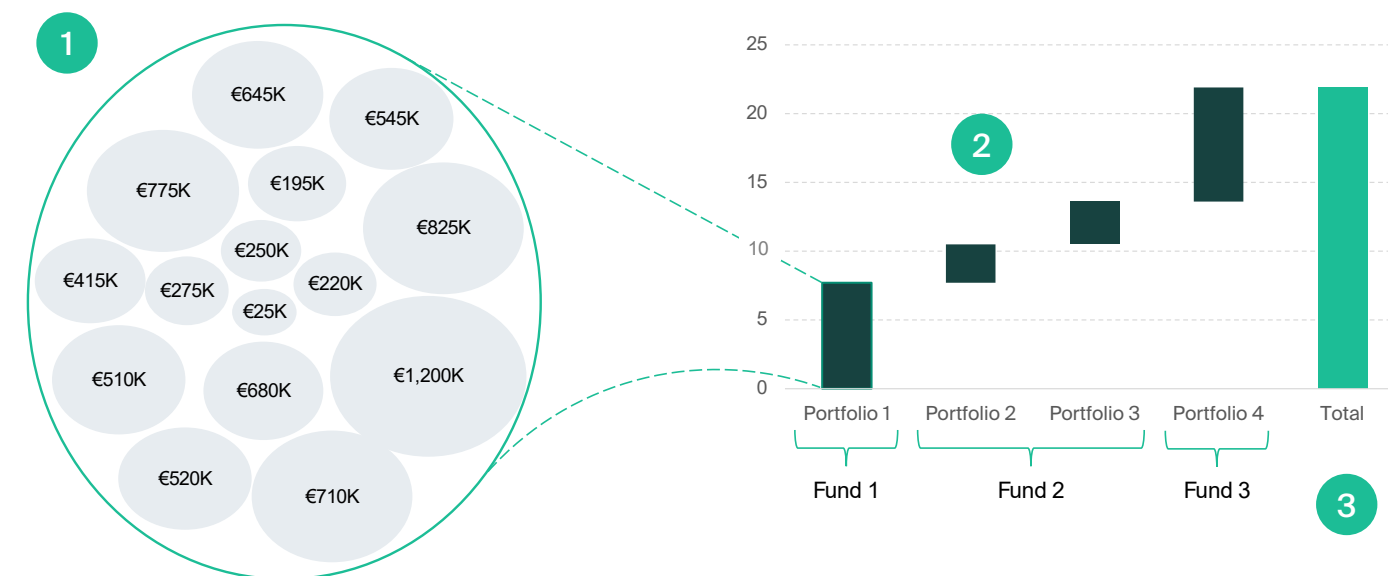 1
€645K
€545K
€775K
€195K
€825K
€250K
€415K
€275K
€220K
€25K
€510K
€680K
€1,200K
€520K
€710K
25
20
2
15
10
5
0
Portfolio 1 Portfolio 2 Portfolio 3 Portfolio 4 Total
Fund 1 Fund 2 Fund 3
3